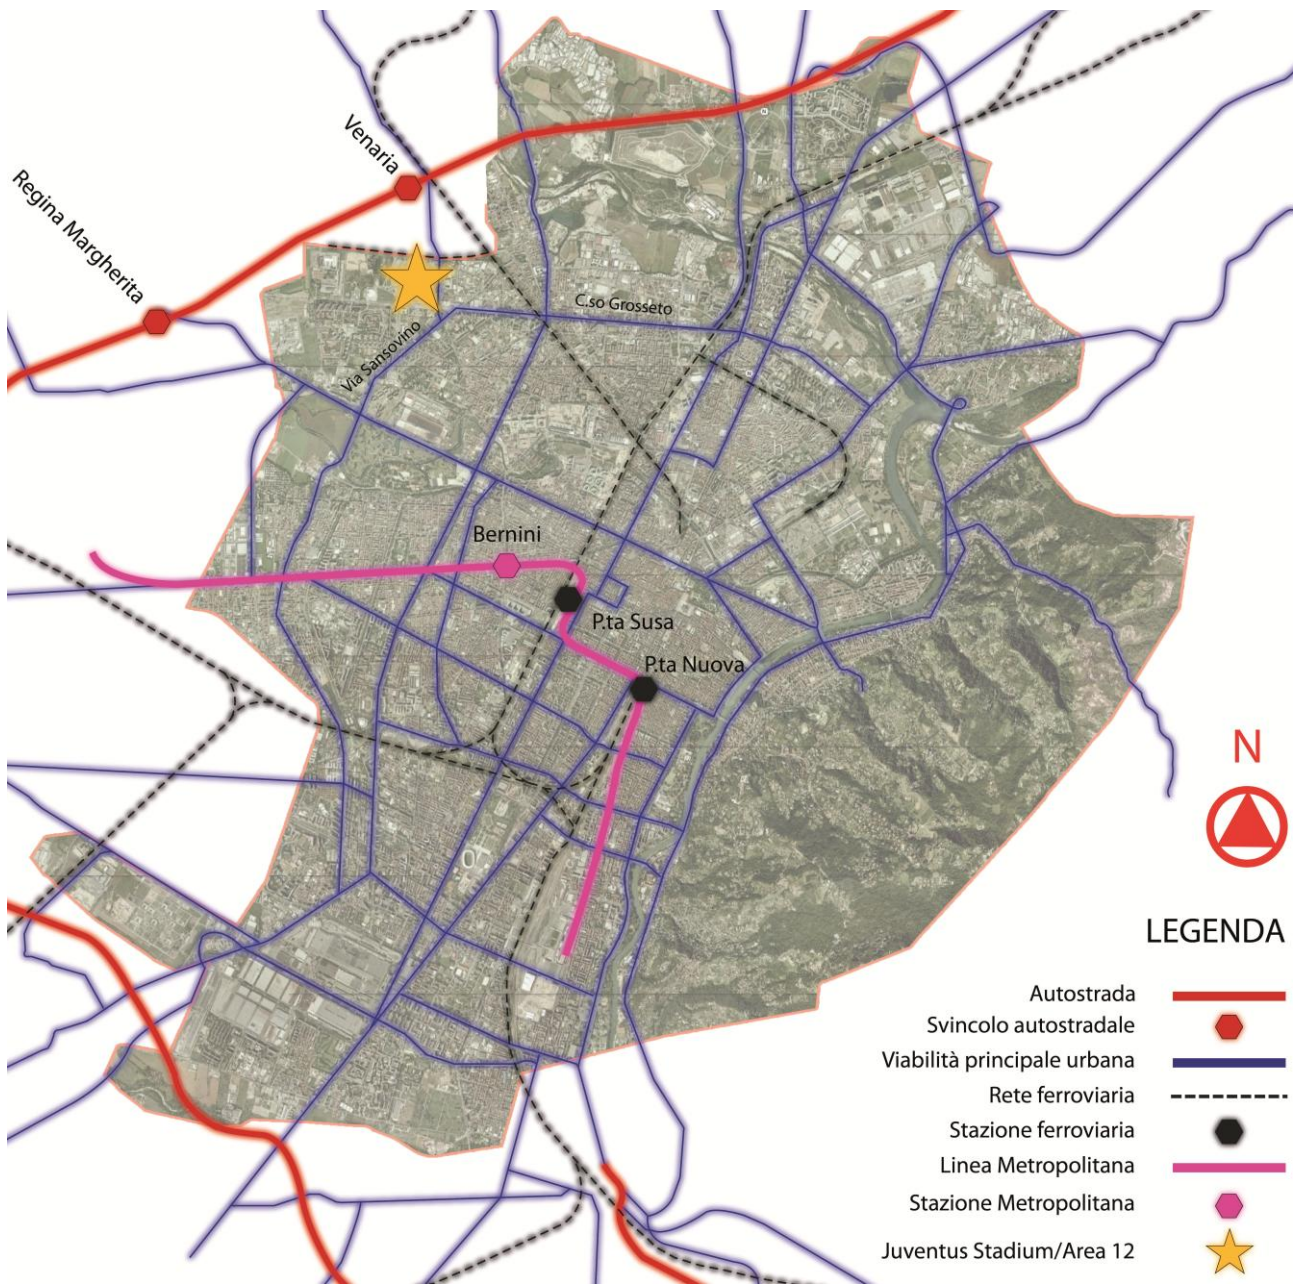 Venaria
Regina Margherita
C.so Grosseto
Via Sansovino
Bernini
P.ta Susa
P.ta Nuova
N
LEGENDA
Autostrada
Svincolo autostradale
Viabilità principale urbana
Rete ferroviaria
Stazione ferroviaria
Linea Metropolitana
Stazione Metropolitana
Juventus Stadium/Area 12